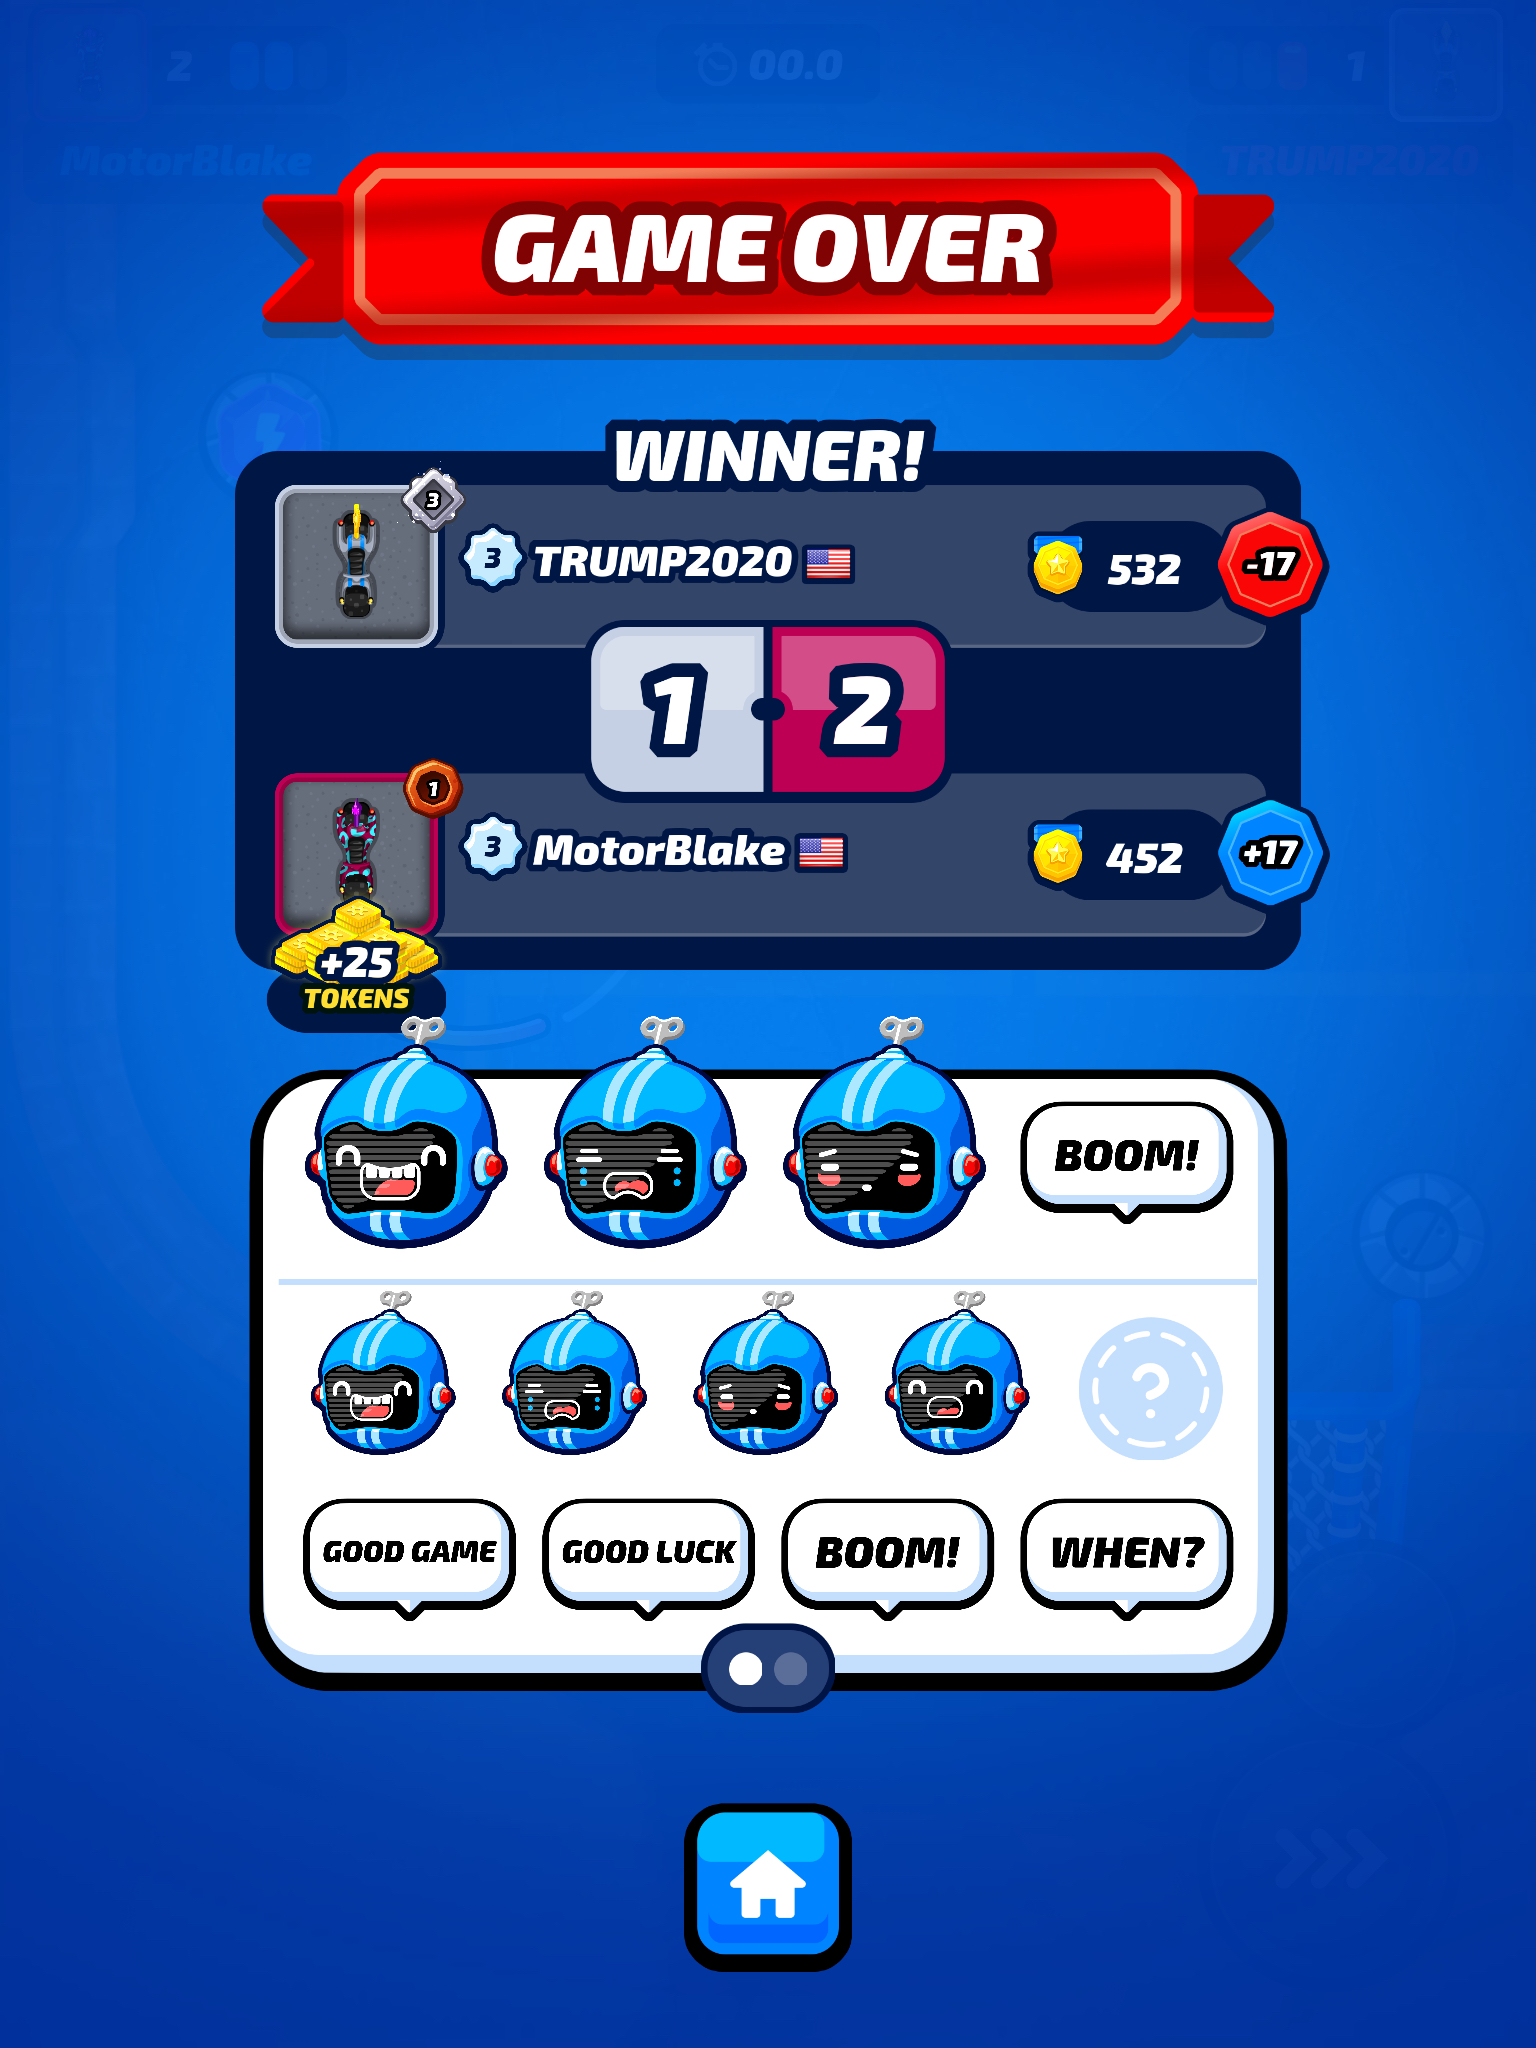 2
00.0
1
MotorBlake
TRUMP2020
GAME OVER
WINNER!
3
3
TRUMP2020
532
-17
1
2
1
3
MotorBlake
452
+17
+25
TOKENS
BOOM!
?
GOOD GAME
GOOD LUCK
BOOM!
WHEN?